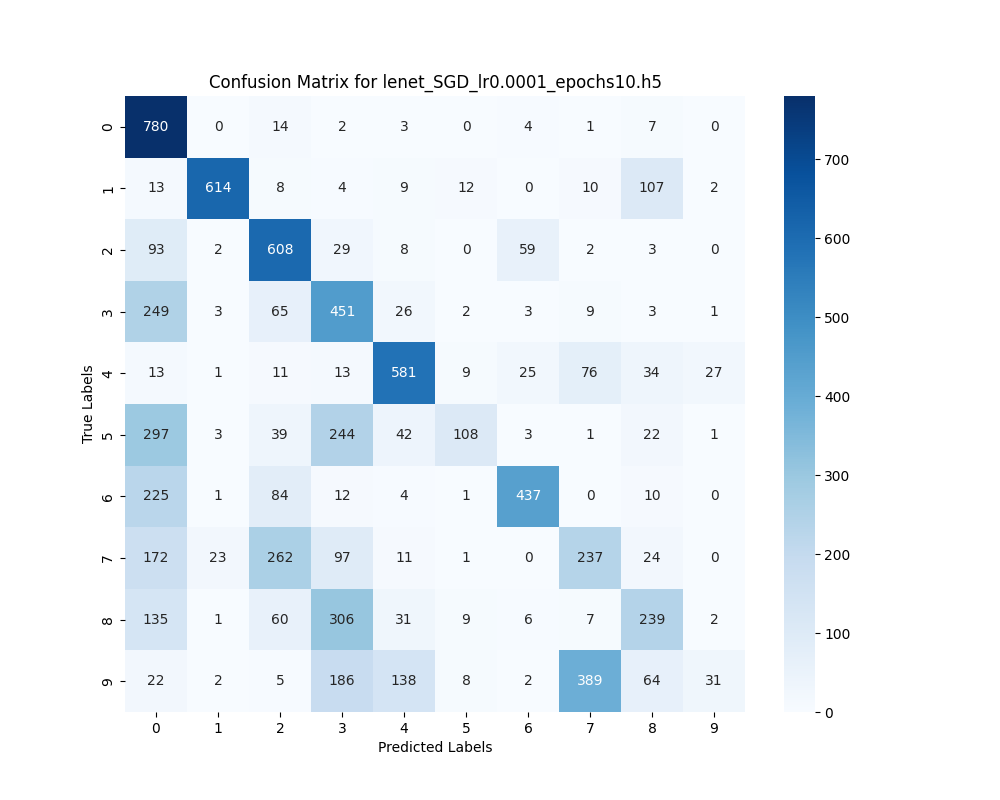 Confusion Matrix for lenet_SGD_lr0.0001_epochs10.h5
0 780 0 14 2 3 0 4 1 7 0
1 13 614 8 4 9 12 0 10 107 2
2 93 2 608 29 8 0 59 2 3 0
3 249 3 65 451 26 2 3 9 3 1
4 13 1 11 13 581 9 25 76 34 27
5 297 3 39 244 42 108 3 1 22 1
6 225 1 84 12 4 1 437 0 10 0
7 172 23 262 97 11 1 0 237 24 0
8 135 1 60 306 31 9 6 7 239 2
9 22 2 5 186 138 8 2 389 64 31
0 1 2 3 4 5 6 7 8 9
True Labels
Predicted Labels
700
600
500
400
300
200
100
0